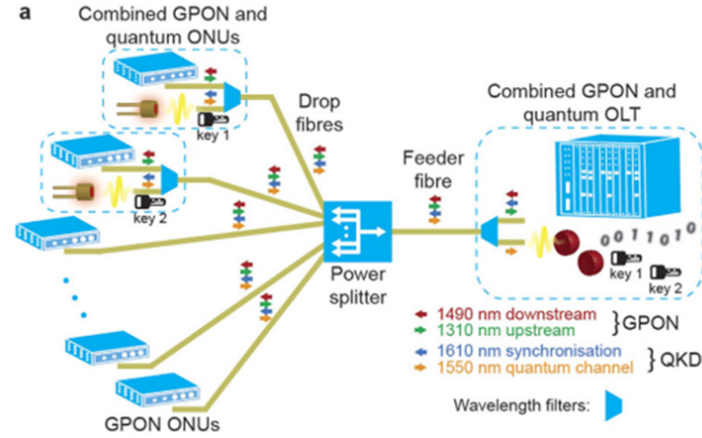 a
Combined GPON and
quantum ONUs
key 1
key 2
Drop
fibres
Feeder
fibre
Power
splitter
Combined GPON and
quantum OLT
0 0 1 1 0 1 0
key 1
key 2
1490 nm downstream
1310 nm upstream
}GPON
1610 nm synchronisation
1550 nm quantum channel
} QKD
Wavelength filters:
GPON ONUs